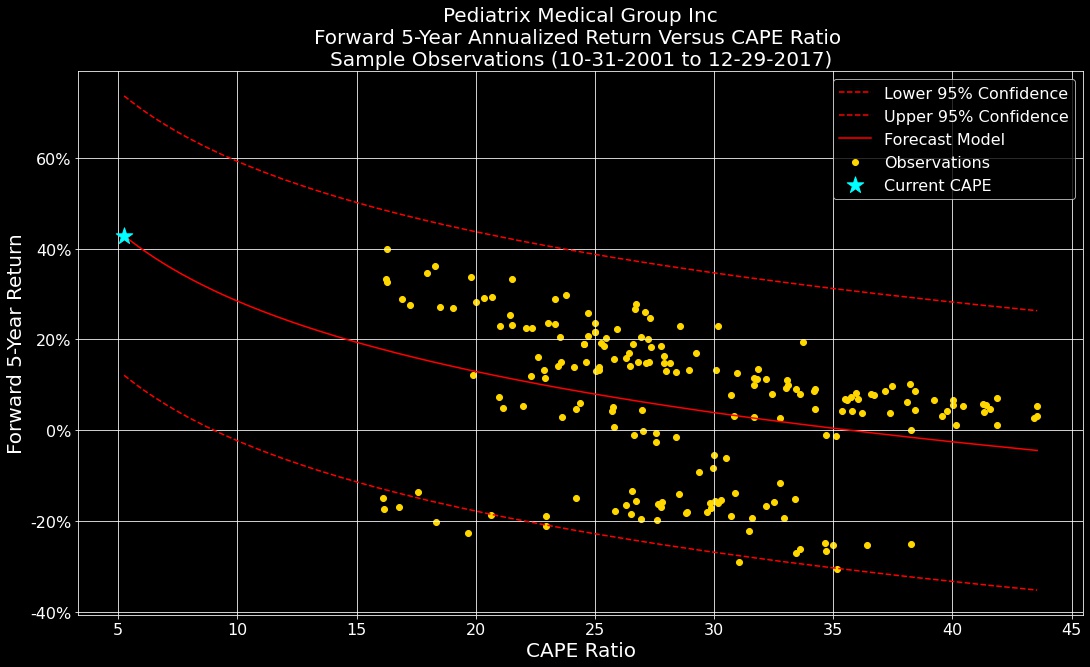 Pediatrix Medical Group Inc
Forward 5-Year Annualized Return Versus CAPE Ratio
Sample Observations (10-31-2001 to 12-29-2017)
Lower 95% Confidence
Upper 95% Confidence
Forecast Model
Observations
Current CAPE
Forward 5-Year Return
60%
40%
20%
0%
-20%
-40%
5 10 15 20 25 30 35 40 45
CAPE Ratio